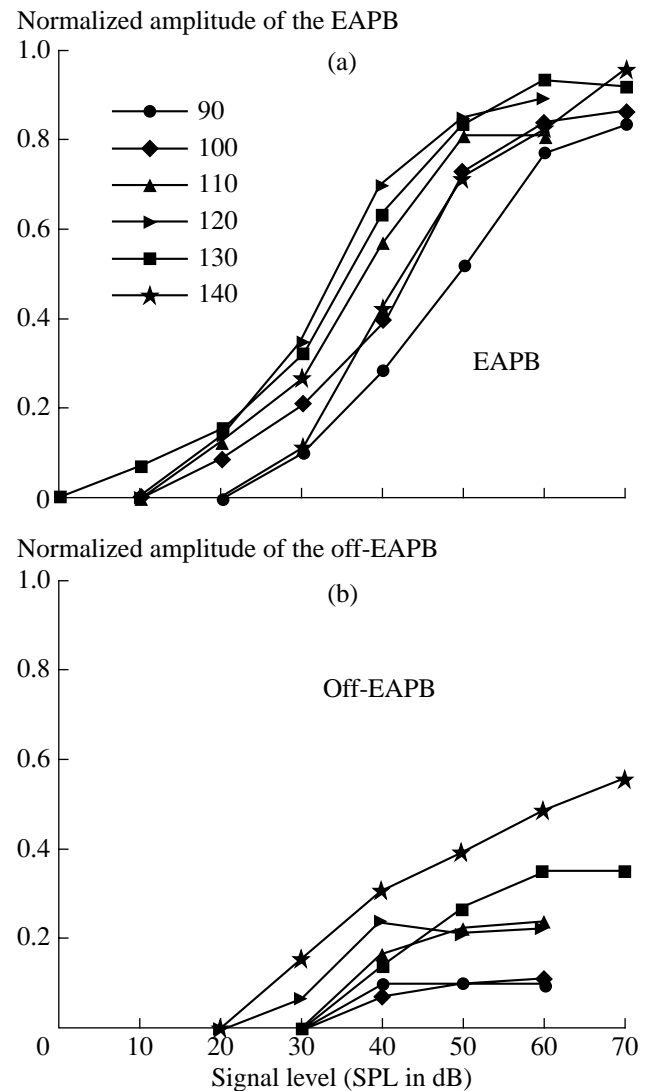 Normalized amplitude of the EAPB
1.0
(a)
90
0.8
100
110
0.6
120
130
140
0.4
EAPB
0.2
0
Normalized amplitude of the off-EAPB
1.0
(b)
0.8
Off-EAPB
0.6
0.4
0.2
0 10 20 30 40 50 60 70
Signal level (SPL in dB)